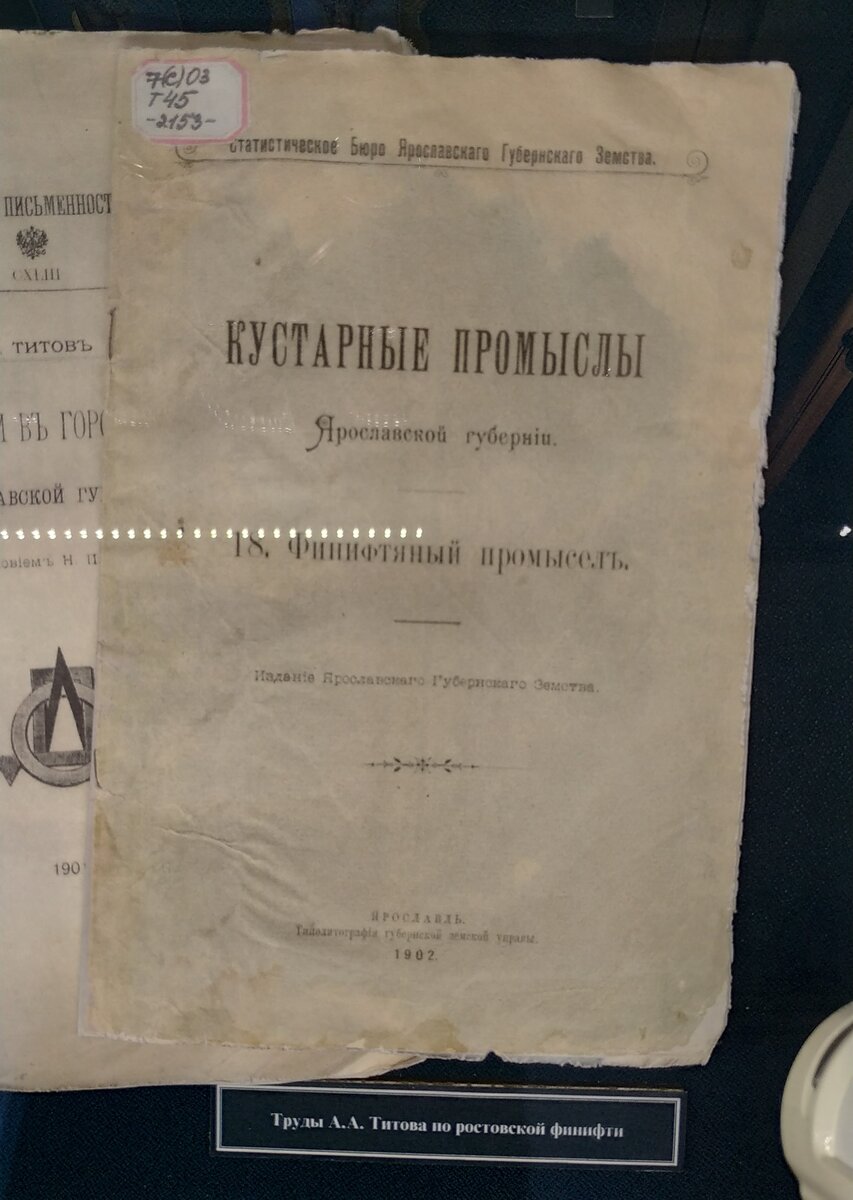 7(с)03
Т45
-2153-
Статистическое Бюро Ярославскаго Губернскаго Земства.
КУСТАРНЫЕ ПРОМЫСЛЫ
Ярославской губерніи.
18. Финифтяный промыселъ.
Изданіе Ярославскаго Губернскаго Земства.
ЯРОСЛАВЛЬ.
Типолитографія губернской земской управы.
1902.
ПИСЬМЕННОСТ
CXLIII
ТИТОВЪ
И ВЪ ГОРО
АВСКОЙ ГУ
овіемъ Н. П
190
Труды А.А. Титова по ростовской финифти